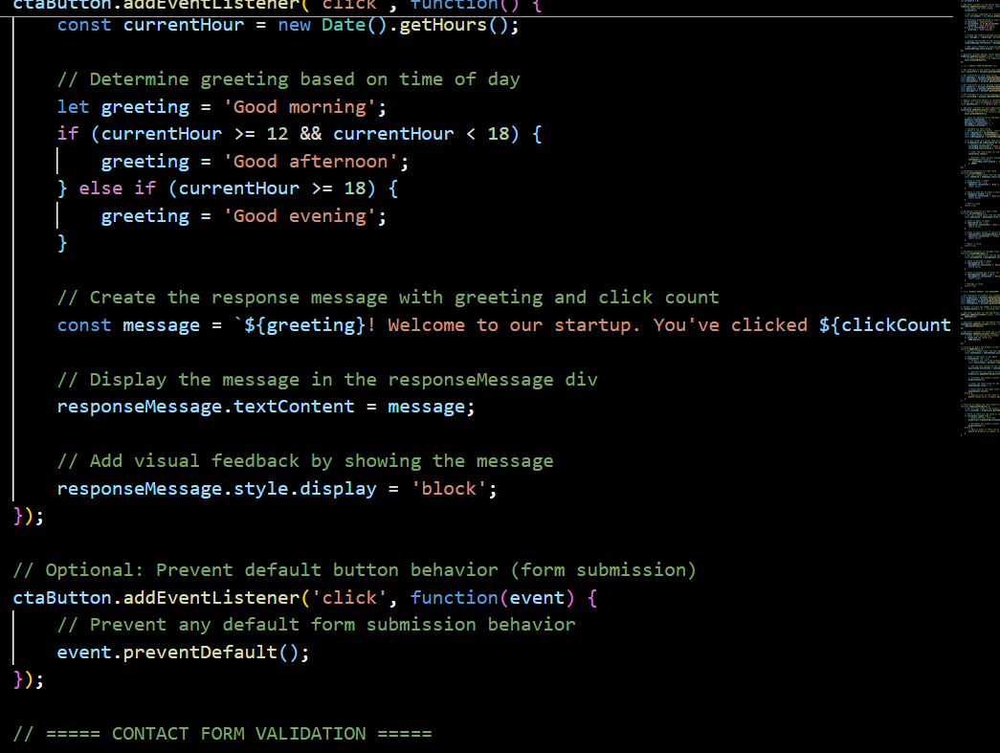 ctaButton.addEventListener('click', function() {
    const currentHour = new Date().getHours();
    // Determine greeting based on time of day
    let greeting = 'Good morning';
    if (currentHour >= 12 && currentHour < 18) {
        greeting = 'Good afternoon';
    } else if (currentHour >= 18) {
        greeting = 'Good evening';
    }
    // Create the response message with greeting and click count
    const message = `${greeting}! Welcome to our startup. You've clicked ${clickCount
    // Display the message in the responseMessage div
    responseMessage.textContent = message;
    // Add visual feedback by showing the message
    responseMessage.style.display = 'block';
});
// Optional: Prevent default button behavior (form submission)
ctaButton.addEventListener('click', function(event) {
    // Prevent any default form submission behavior
    event.preventDefault();
});
// ===== CONTACT FORM VALIDATION =====